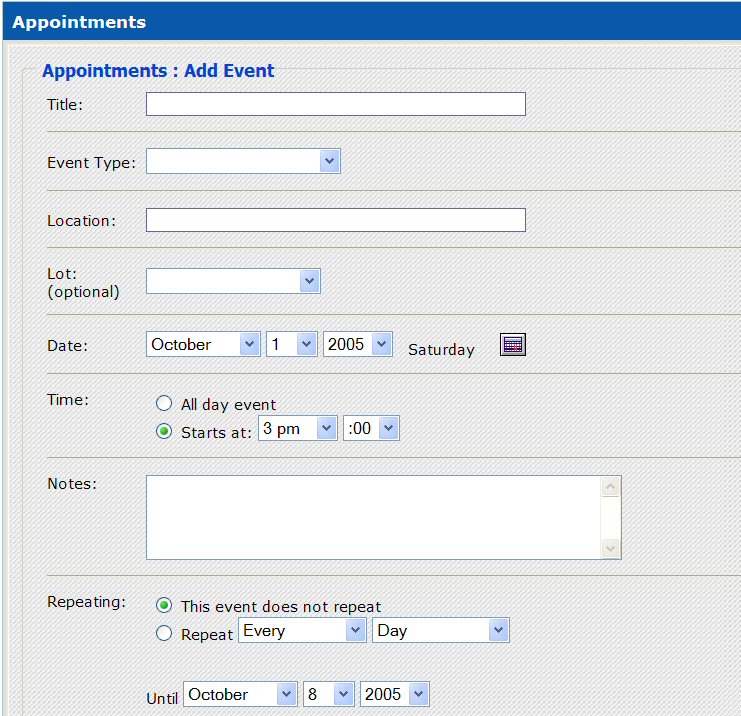 Appointments
Appointments : Add Event
Title:
Event Type:
Location:
Lot:
(optional)
Date: October 1 2005 Saturday
Time: All day event
Starts at: 3 pm :00
Notes:
Repeating: This event does not repeat
Repeat Every Day
Until October 8 2005